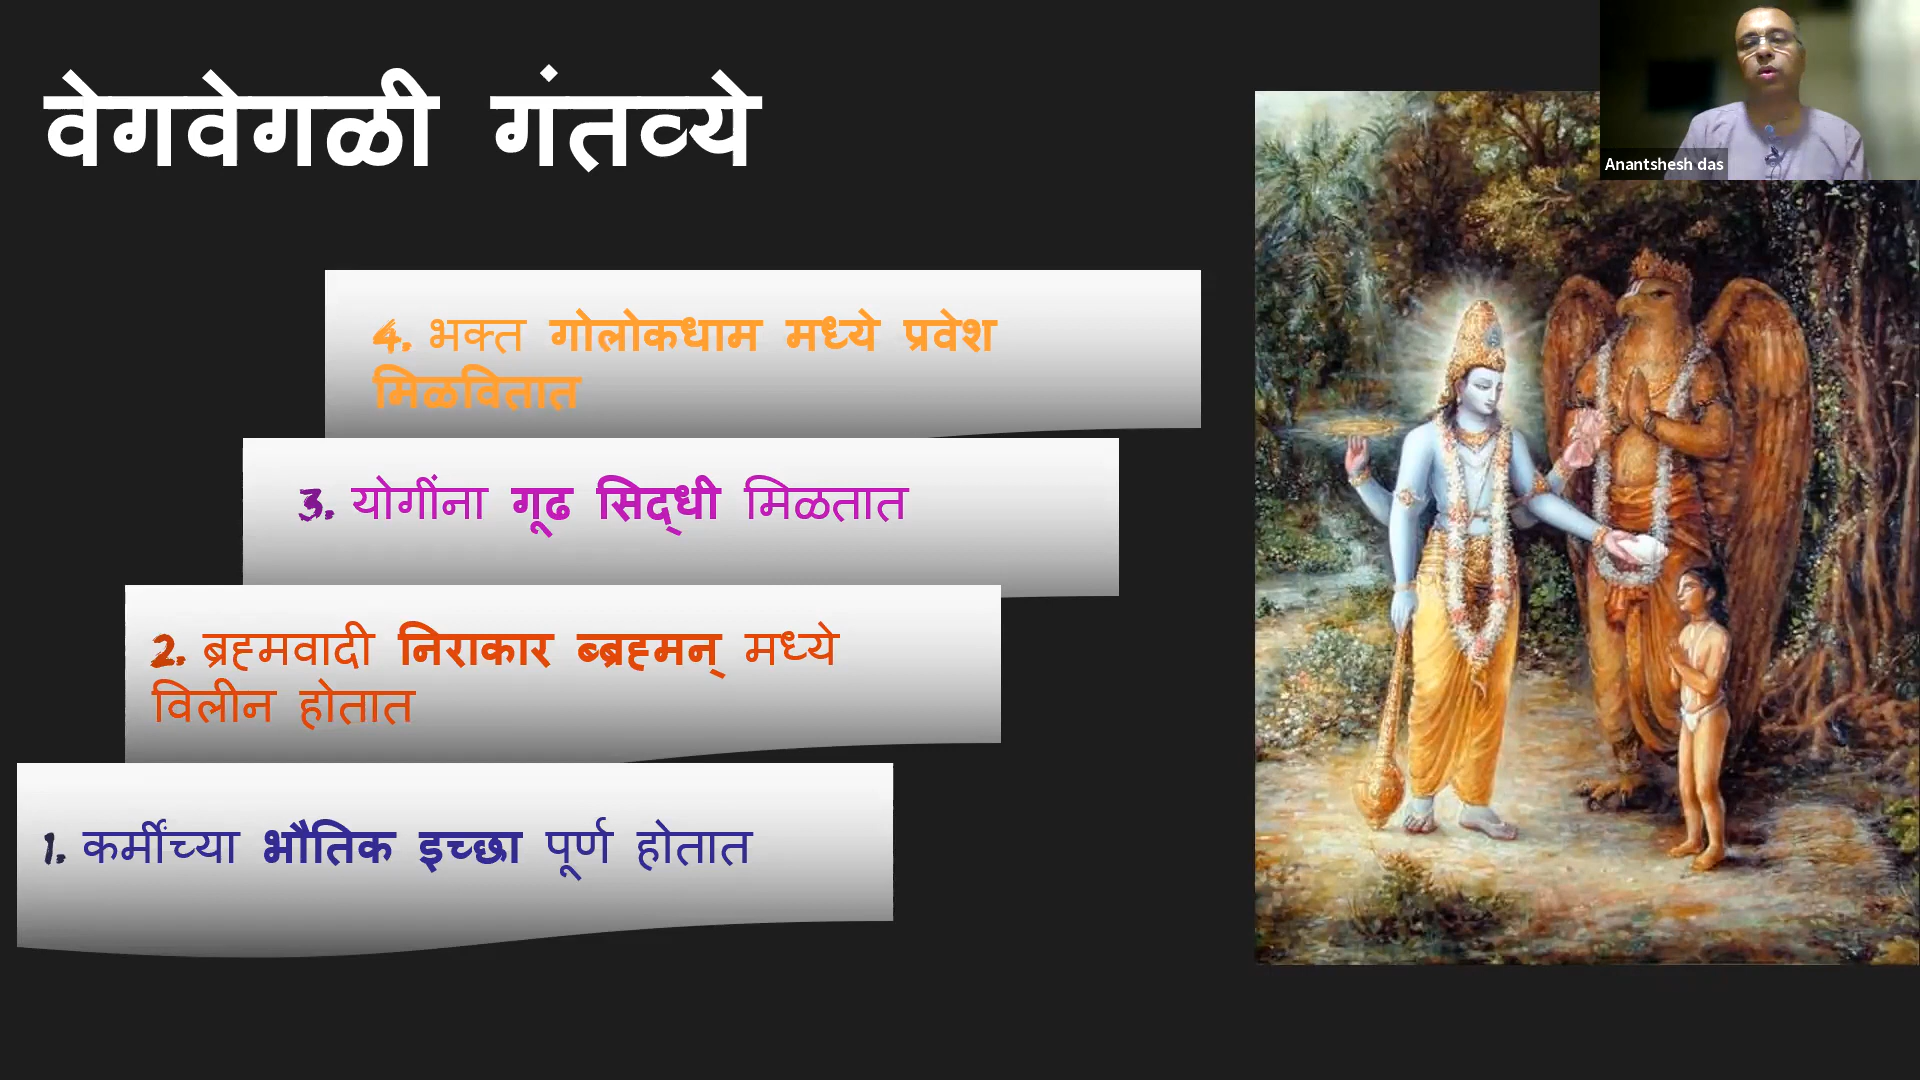 वेगवेगळी गंतव्ये
Anantshesh das
4. भक्त गोलोकधाम मध्ये प्रवेश
मिळवितात
3. योगींना गूढ सिद्धी मिळतात
2. ब्रह्मवादी निराकार ब्ब्रह्मन् मध्ये
विलीन होतात
1. कर्मींच्या भौतिक इच्छा पूर्ण होतात